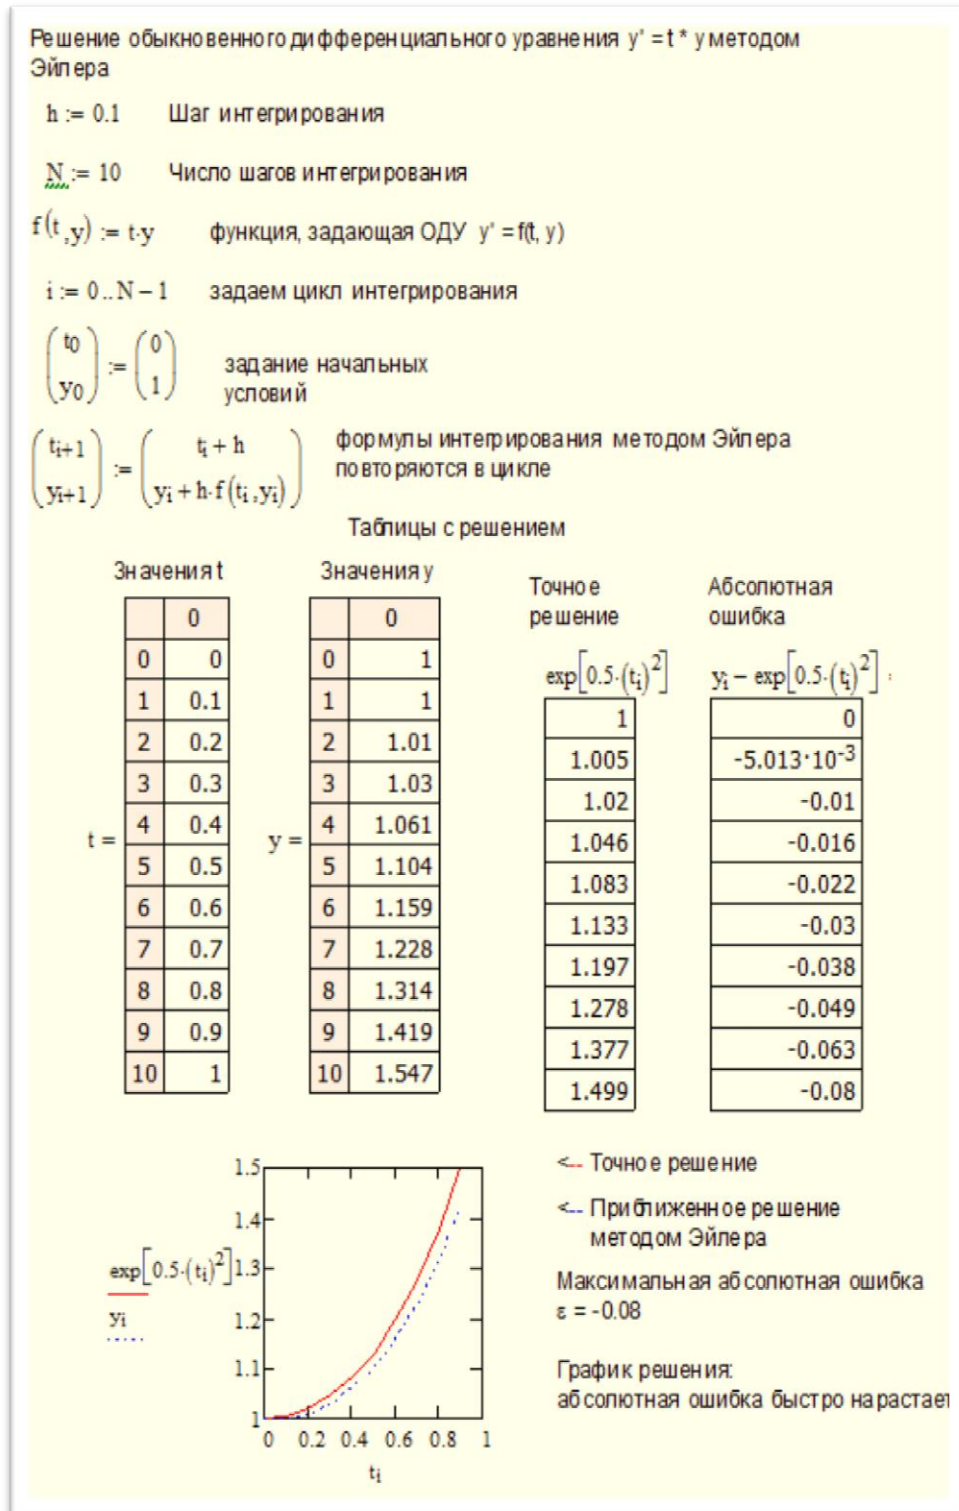 Решение обыкновенного дифференциального уравнения y' = t * y методом
Эйлера
h := 0.1 Шаг интегрирования
N := 10 Число шагов интегрирования
f(t ,y) := t·y функция, задающая ОДУ y' = f(t, y)
i := 0 .. N − 1 задаем цикл интегрирования
(t0 y0) := (0 1) задание начальных
условий
(ti+1 yi+1) := (ti + h yi + h·f(ti ,yi)) формулы интегрирования методом Эйлера
повторяются в цикле
Таблицы с решением
Значения t
t =
0
0 0
1 0.1
2 0.2
3 0.3
4 0.4
5 0.5
6 0.6
7 0.7
8 0.8
9 0.9
10 1
Значения y
y =
0
0 1
1 1
2 1.01
3 1.03
4 1.061
5 1.104
6 1.159
7 1.228
8 1.314
9 1.419
10 1.547
Точное
решение
exp[0.5·(ti)^2]
1
1.005
1.02
1.046
1.083
1.133
1.197
1.278
1.377
1.499
Абсолютная
ошибка
yi − exp[0.5·(ti)^2] :
0
-5.013·10^-3
-0.01
-0.016
-0.022
-0.03
-0.038
-0.049
-0.063
-0.08
exp[0.5·(ti)^2]
yi
1.5
1.4
1.3
1.2
1.1
1
0 0.2 0.4 0.6 0.8 1
ti
<-- Точное решение
<-- Приближенное решение
методом Эйлера
Максимальная абсолютная ошибка
ε = -0.08
График решения:
абсолютная ошибка быстро нарастает